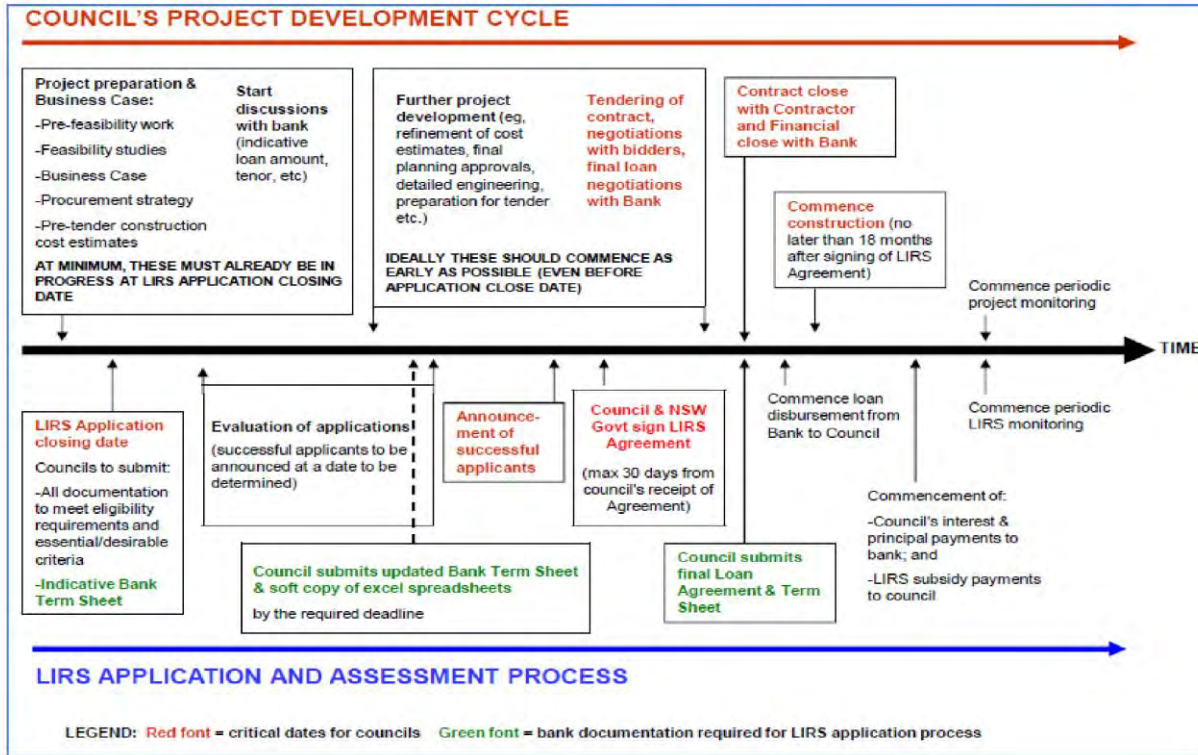 COUNCIL'S PROJECT DEVELOPMENT CYCLE
Project preparation &
Business Case:
-Pre-feasibility work
-Feasibility studies
-Business Case
-Procurement strategy
-Pre-tender construction
cost estimates
Start
discussions
with bank
(indicative
loan amount,
tenor, etc)
AT MINIMUM, THESE MUST ALREADY BE IN
PROGRESS AT LIRS APPLICATION CLOSING
DATE
Further project
development (eg,
refinement of cost
estimates, final
planning approvals,
detailed engineering,
preparation for tender
etc.)
Tendering of
contract,
negotiations
with bidders,
final loan
negotiations
with Bank
IDEALLY THESE SHOULD COMMENCE AS
EARLY AS POSSIBLE (EVEN BEFORE
APPLICATION CLOSE DATE)
Contract close
with Contractor
and Financial
close with Bank
Commence
construction (no
later than 18 months
after signing of LIRS
Agreement)
Commence periodic
project monitoring
TIME
LIRS Application
closing date
Councils to submit:
-All documentation
to meet eligibility
requirements and
essential/desirable
criteria
-Indicative Bank
Term Sheet
Evaluation of applications
(successful applicants to be
announced at a date to be
determined)
Council submits updated Bank Term Sheet
& soft copy of excel spreadsheets
by the required deadline
Announce-
ment of
successful
applicants
Council & NSW
Govt sign LIRS
Agreement
(max 30 days from
council's receipt of
Agreement)
Council submits
final Loan
Agreement & Term
Sheet
Commence loan
disbursement from
Bank to Council
Commencement of:
-Council's interest &
principal payments to
bank; and
-LIRS subsidy payments
to council
Commence periodic
LIRS monitoring
LIRS APPLICATION AND ASSESSMENT PROCESS
LEGEND: Red font = critical dates for councils Green font = bank documentation required for LIRS application process